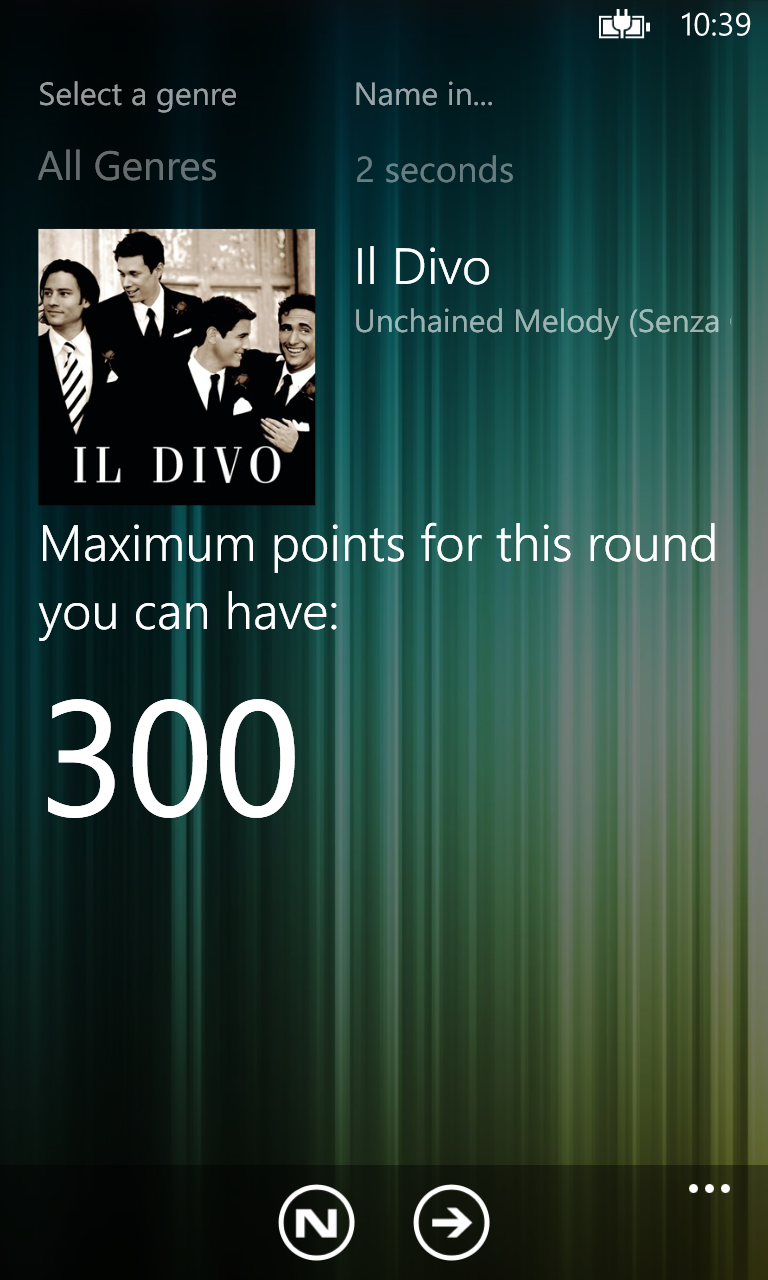 10:39
Select a genre
Name in...
All Genres
2 seconds
Il Divo
Unchained Melody (Senza
IL DIVO
Maximum points for this round
you can have:
300
N